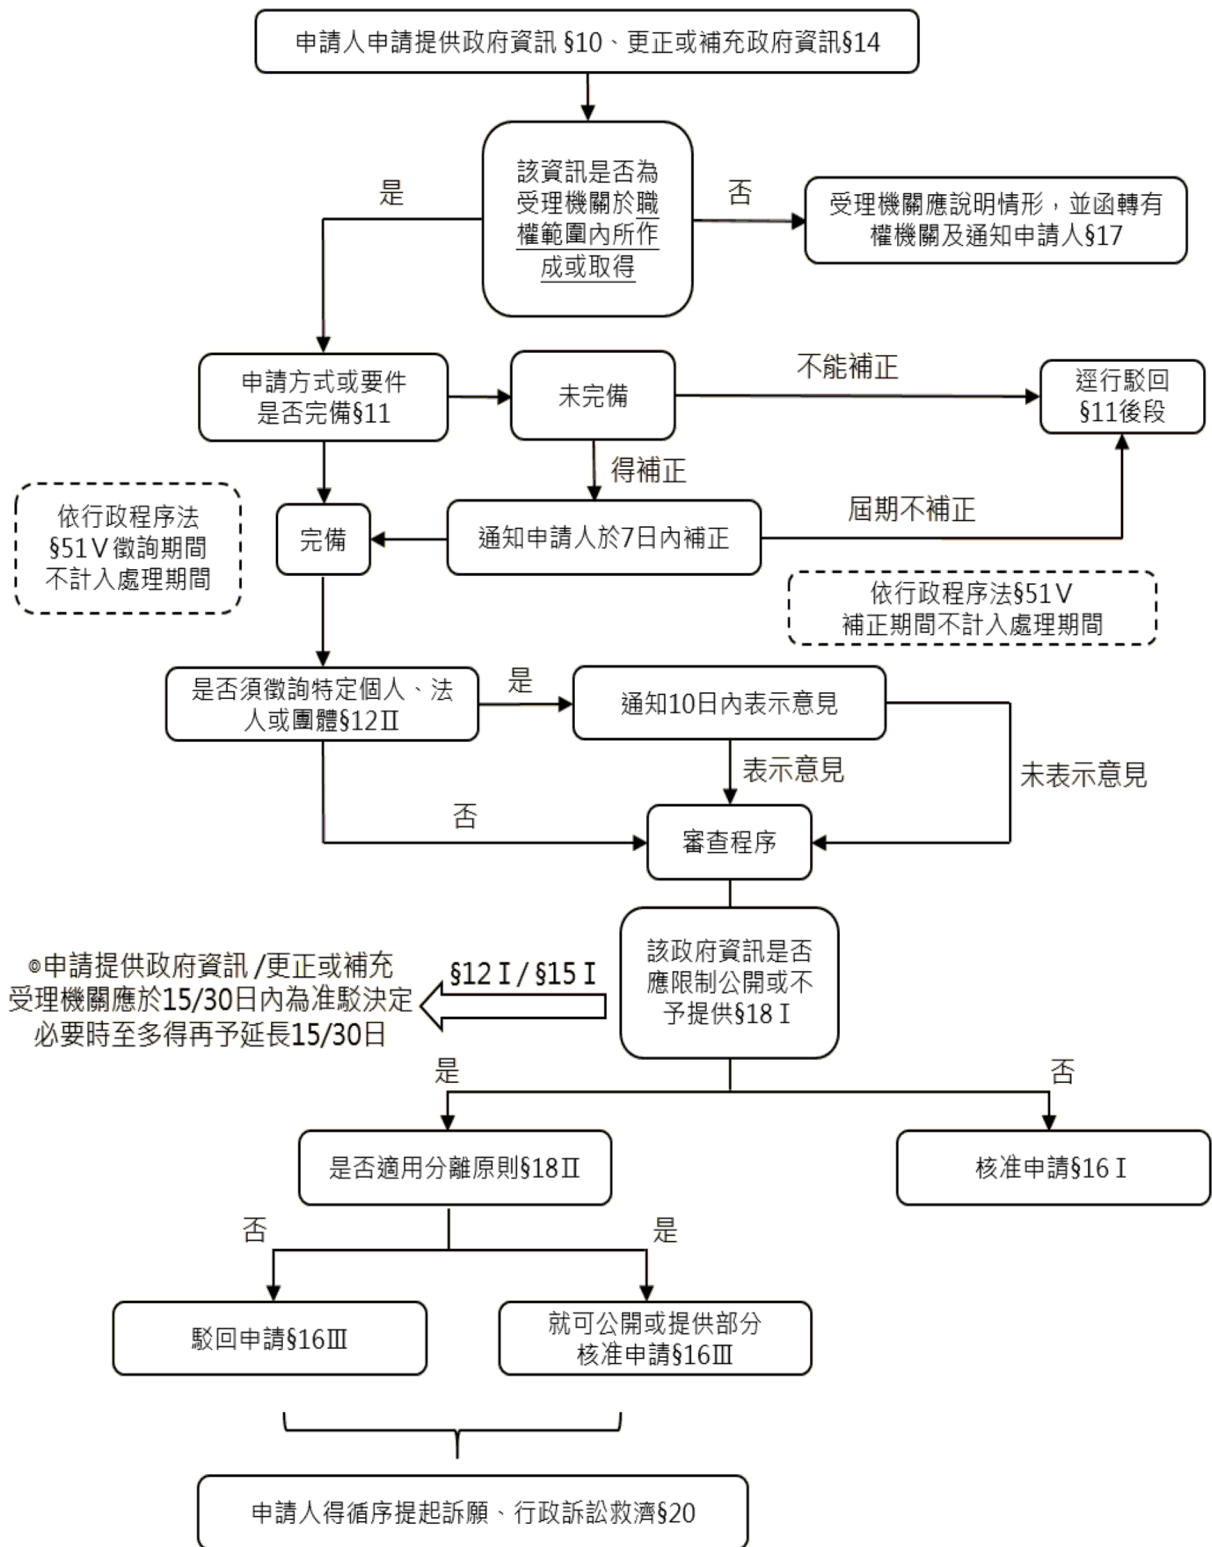 申請人申請提供政府資訊 §10、更正或補充政府資訊§14
該資訊是否為
受理機關於職
權範圍內所作
成或取得
是
否
受理機關應說明情形，並函轉有
權機關及通知申請人§17
申請方式或要件
是否完備§11
未完備
不能補正
逕行駁回
§11後段
得補正
依行政程序法
§51Ⅴ徵詢期間
不計入處理期間
完備
通知申請人於7日內補正
屆期不補正
依行政程序法§51Ⅴ
補正期間不計入處理期間
是否須徵詢特定個人、法
人或團體§12Ⅱ
是
通知10日內表示意見
表示意見
未表示意見
否
審查程序
該政府資訊是否
應限制公開或不
予提供§18Ⅰ
§12Ⅰ/ §15Ⅰ
◎申請提供政府資訊 /更正或補充
受理機關應於15/30日內為准駁決定
必要時至多得再予延長15/30日
是
否
是否適用分離原則§18Ⅱ
核准申請§16Ⅰ
否
是
駁回申請§16Ⅲ
就可公開或提供部分
核准申請§16Ⅲ
申請人得循序提起訴願、行政訴訟救濟§20